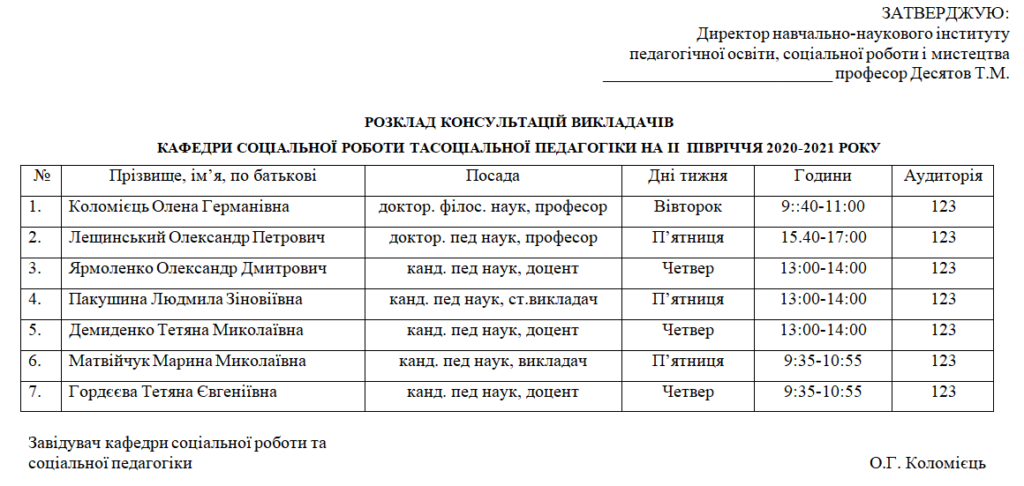 ЗАТВЕРДЖУЮ:
Директор навчально-наукового інституту
педагогічної освіти, соціальної роботи і мистецтва
____________________________ професор Десятов Т.М.
РОЗКЛАД КОНСУЛЬТАЦІЙ ВИКЛАДАЧІВ
КАФЕДРИ СОЦІАЛЬНОЇ РОБОТИ ТАСОЦІАЛЬНОЇ ПЕДАГОГІКИ НА ІІ ПІВРІЧЧЯ 2020-2021 РОКУ
№ Прізвище, ім’я, по батькові Посада Дні тижня Години Аудиторія
1. Коломієць Олена Германівна доктор. філос. наук, професор Вівторок 9::40-11:00 123
2. Лещинський Олександр Петрович доктор. пед наук, професор П’ятниця 15.40-17:00 123
3. Ярмоленко Олександр Дмитрович канд. пед наук, доцент Четвер 13:00-14:00 123
4. Пакушина Людмила Зіновіївна канд. пед наук, ст.викладач П’ятниця 13:00-14:00 123
5. Демиденко Тетяна Миколаївна канд. пед наук, доцент Четвер 13:00-14:00 123
6. Матвійчук Марина Миколаївна канд. пед наук, викладач П’ятниця 9:35-10:55 123
7. Гордєєва Тетяна Євгеніївна канд. пед наук, доцент Четвер 9:35-10:55 123
Завідувач кафедри соціальної роботи та
соціальної педагогіки О.Г. Коломієць